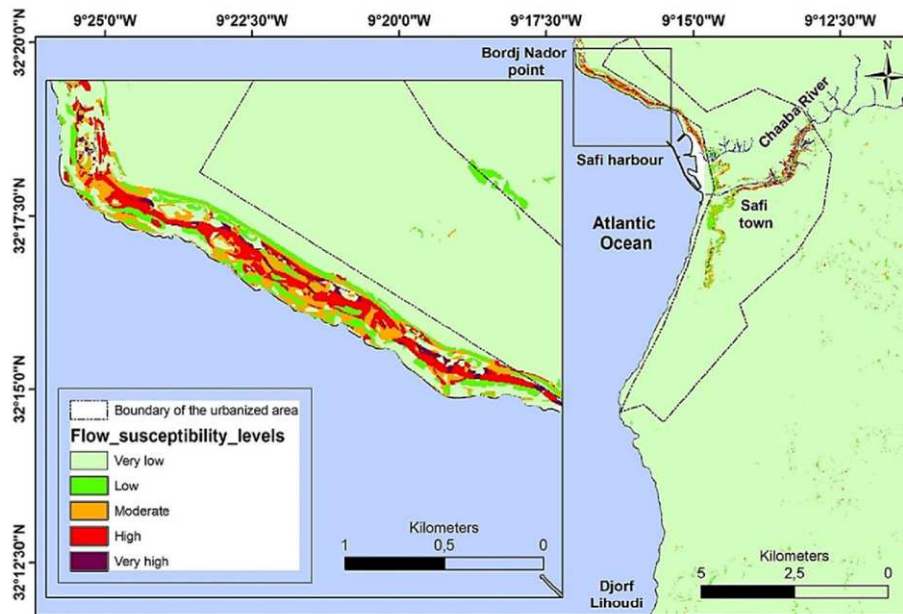 9°25'0"W
9°22'30"W
9°20'0"W
9°17'30"W
9°15'0"W
9°12'30"W
32°20'0"N
32°17'30"N
32°15'0"N
32°12'30"N
Bordj Nador
point
N
Chaaba River
Safi harbour
Safi
town
Atlantic
Ocean
Boundary of the urbanized area
Flow_susceptibility_levels
Very low
Low
Moderate
High
Very high
Kilometers
1
0,5
0
Djorf
Lihoudi
Kilometers
5
2,5
0